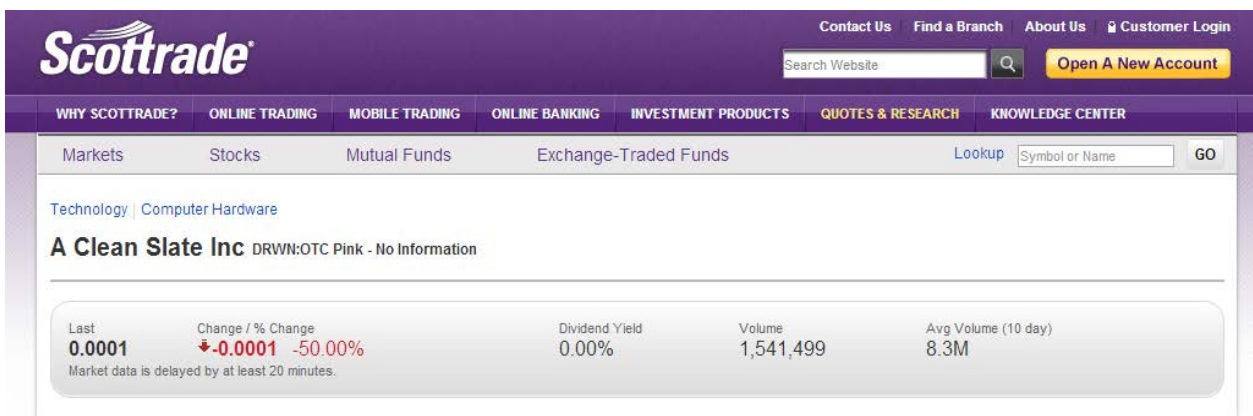 Contact Us Find a Branch About Us Customer Login
Scottrade®
Search Website Open A New Account
WHY SCOTTRADE? ONLINE TRADING MOBILE TRADING ONLINE BANKING INVESTMENT PRODUCTS QUOTES & RESEARCH KNOWLEDGE CENTER
Markets Stocks Mutual Funds Exchange-Traded Funds Lookup Symbol or Name GO
Technology | Computer Hardware
A Clean Slate Inc DRWN:OTC Pink - No Information
Last Change / % Change Dividend Yield Volume Avg Volume (10 day)
0.0001 -0.0001 -50.00% 0.00% 1,541,499 8.3M
Market data is delayed by at least 20 minutes.